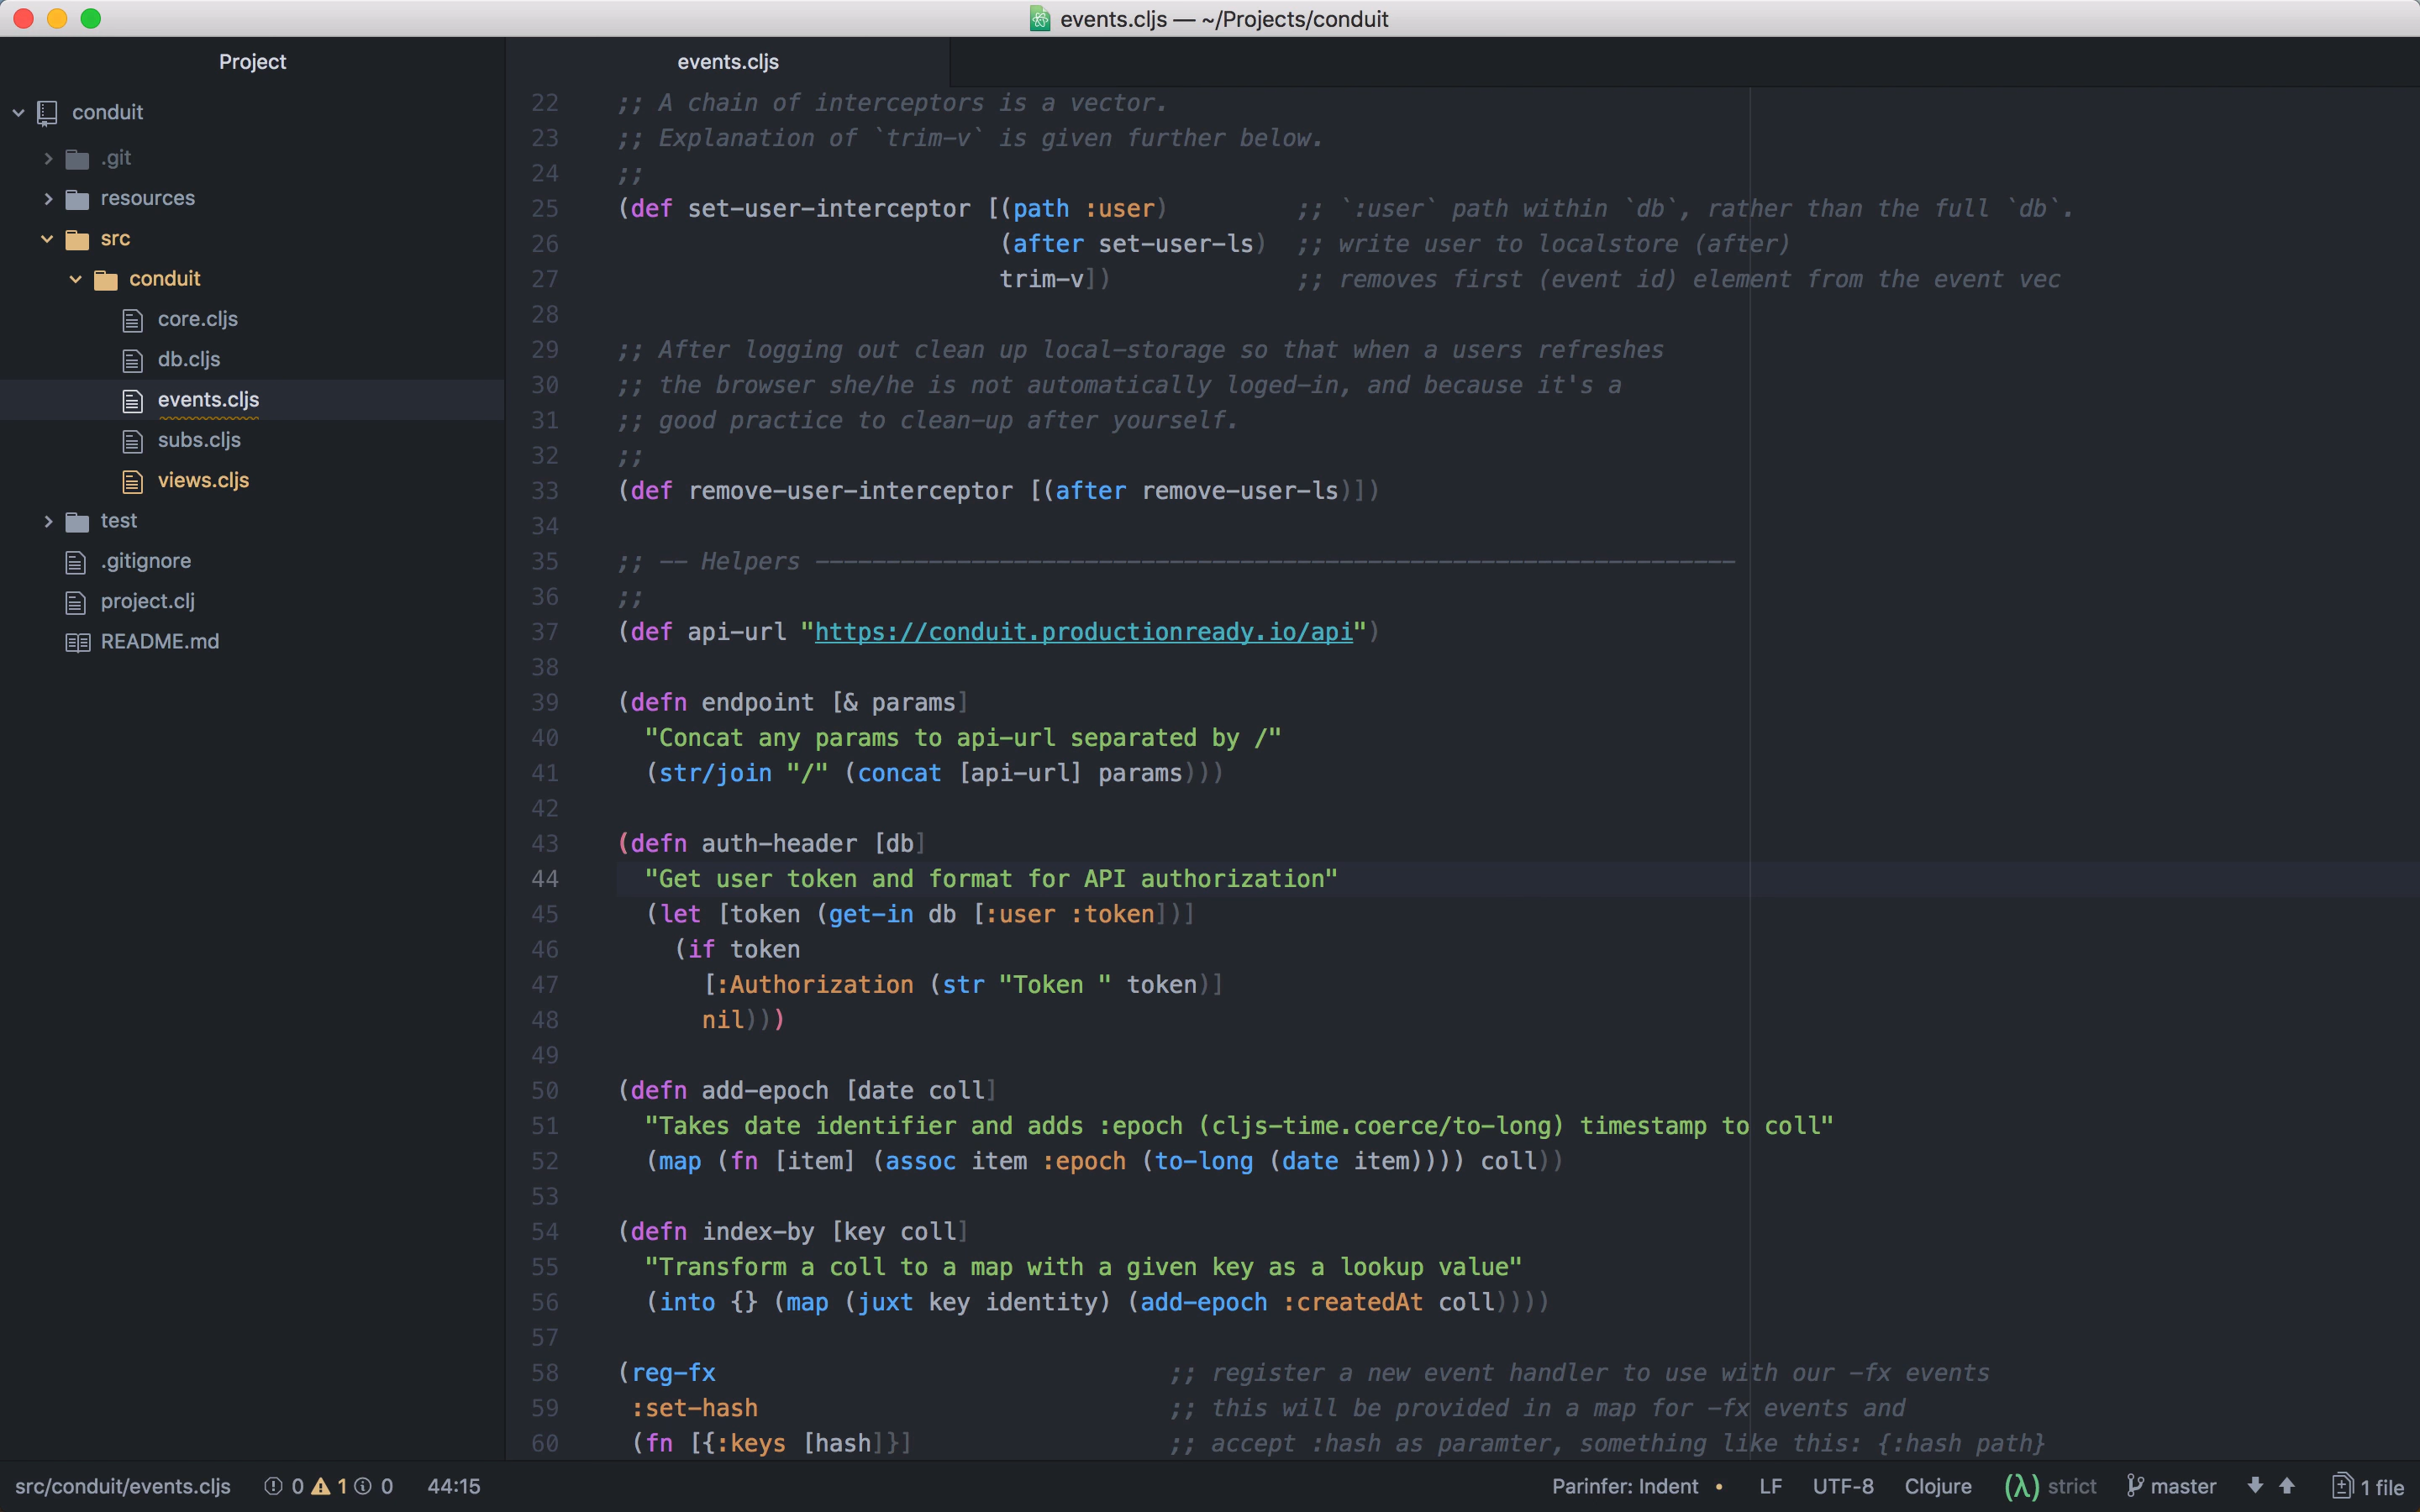 events.cljs — ~/Projects/conduit
Project
conduit
.git
resources
src
conduit
core.cljs
db.cljs
events.cljs
subs.cljs
views.cljs
test
.gitignore
project.clj
README.md
events.cljs
22 ;; A chain of interceptors is a vector.
23 ;; Explanation of `trim-v` is given further below.
24 ;;
25 (def set-user-interceptor [(path :user)         ;; `:user` path within `db`, rather than the full `db`.
26                            (after set-user-ls)  ;; write user to localstore (after)
27                            trim-v])             ;; removes first (event id) element from the event vec
28
29 ;; After logging out clean up local-storage so that when a users refreshes
30 ;; the browser she/he is not automatically loged-in, and because it's a
31 ;; good practice to clean-up after yourself.
32 ;;
33 (def remove-user-interceptor [(after remove-user-ls)])
34
35 ;; -- Helpers -----------------------------------------------------------------
36 ;;
37 (def api-url "https://conduit.productionready.io/api")
38
39 (defn endpoint [& params]
40   "Concat any params to api-url separated by /"
41   (str/join "/" (concat [api-url] params)))
42
43 (defn auth-header [db]
44   "Get user token and format for API authorization"
45   (let [token (get-in db [:user :token])]
46     (if token
47       [:Authorization (str "Token " token)]
48       nil)))
49
50 (defn add-epoch [date coll]
51   "Takes date identifier and adds :epoch (cljs-time.coerce/to-long) timestamp to coll"
52   (map (fn [item] (assoc item :epoch (to-long (date item)))) coll))
53
54 (defn index-by [key coll]
55   "Transform a coll to a map with a given key as a lookup value"
56   (into {} (map (juxt key identity) (add-epoch :createdAt coll))))
57
58 (reg-fx                                ;; register a new event handler to use with our -fx events
59  :set-hash                             ;; this will be provided in a map for -fx events and
60  (fn [{:keys [hash]}]                  ;; accept :hash as paramter, something like this: {:hash path}
src/conduit/events.cljs 0 1 0 44:15 Parinfer: Indent • LF UTF-8 Clojure (λ) strict master 1 file